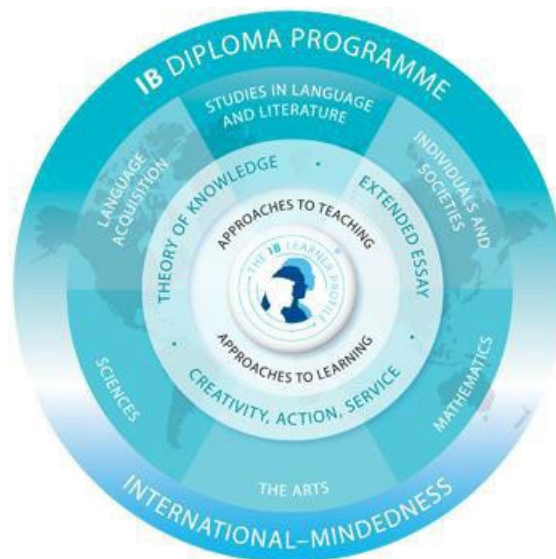 IB DIPLOMA PROGRAMME
STUDIES IN LANGUAGE
AND LITERATURE
LANGUAGE
ACQUISITION
INDIVIDUALS AND
SOCIETIES
THEORY OF KNOWLEDGE
EXTENDED ESSAY
APPROACHES TO TEACHING
THE IB LEARNER PROFILE
®
APPROACHES TO LEARNING
CREATIVITY, ACTION, SERVICE
SCIENCES
MATHEMATICS
THE ARTS
INTERNATIONAL–MINDEDNESS